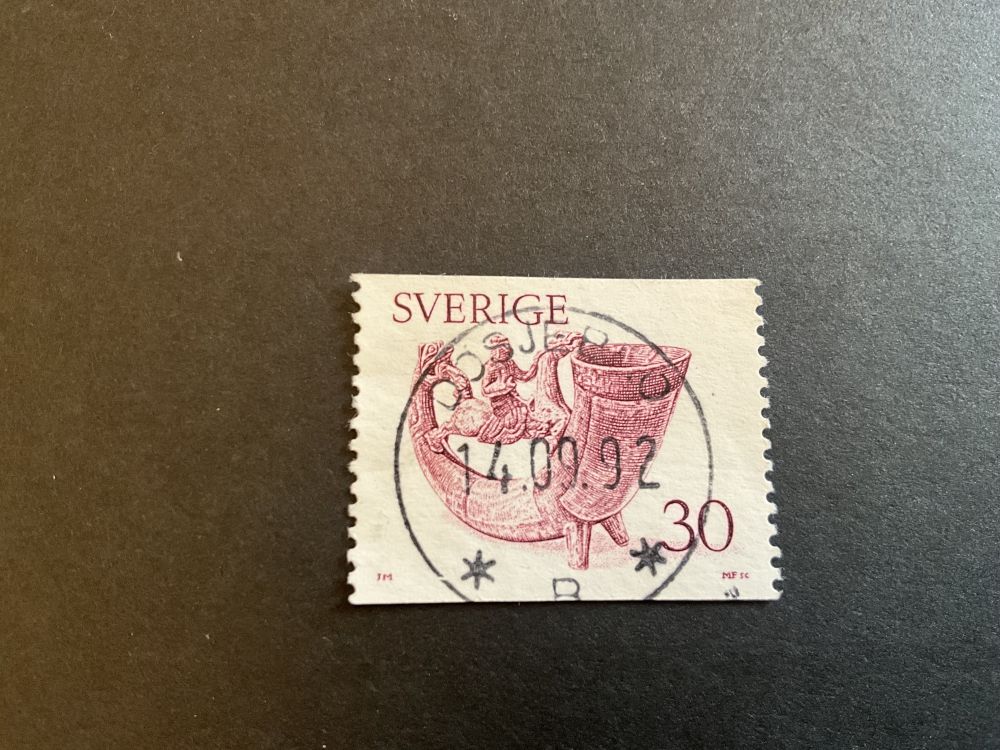 SVERIGE
14.09.92
30
JM
MF SC
B